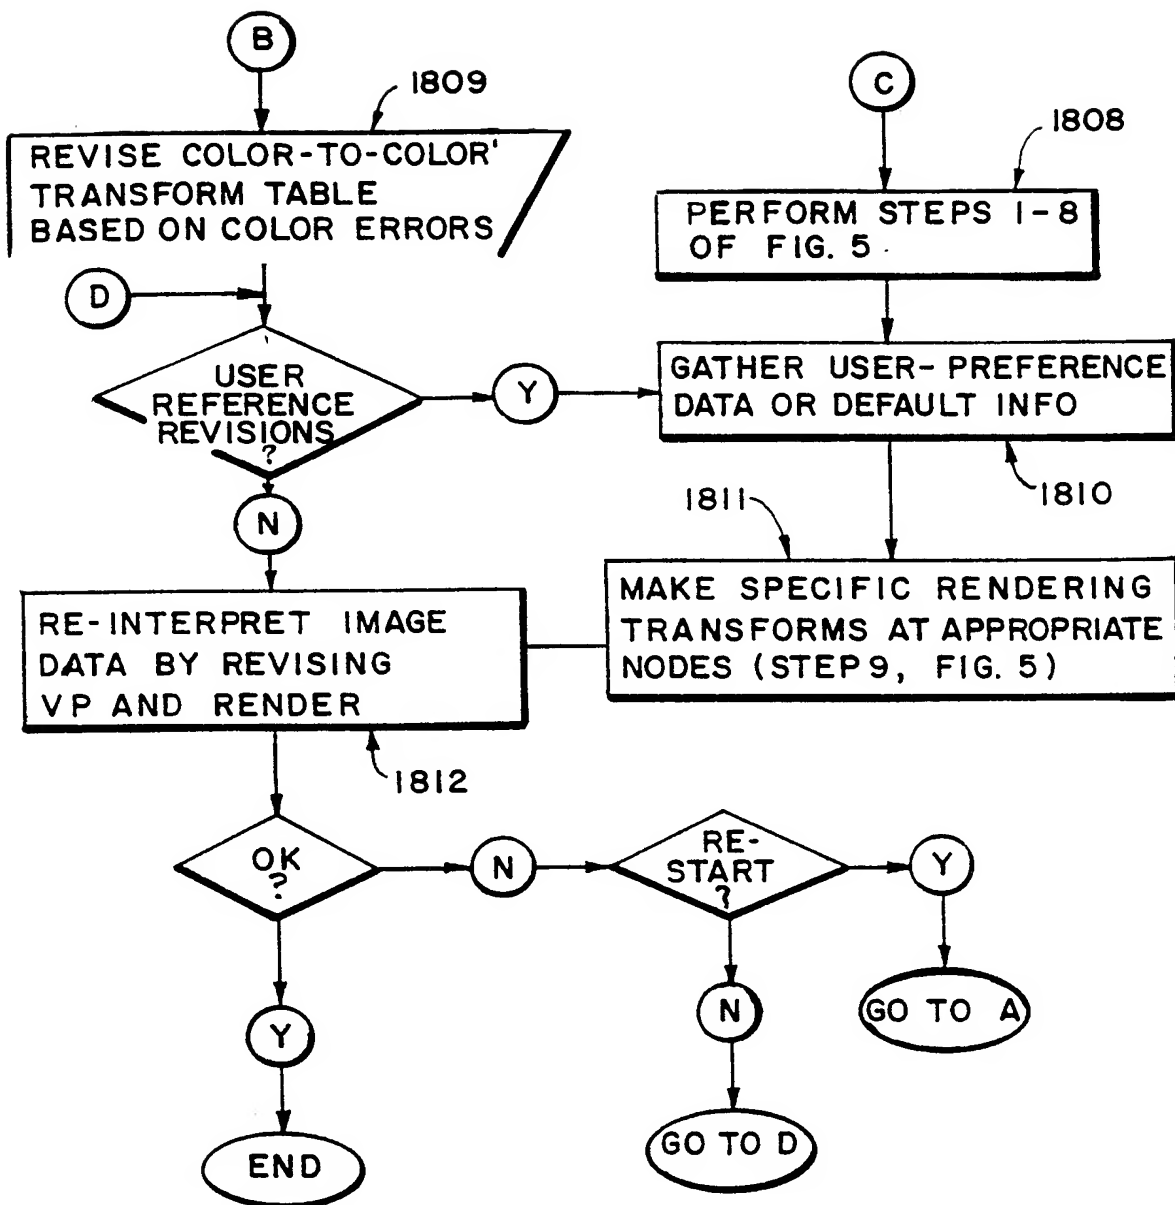 B
1809
REVISE COLOR-TO-COLOR'
TRANSFORM TABLE
BASED ON COLOR ERRORS
C
1808
PERFORM STEPS 1-8
OF FIG. 5
D
USER
REFERENCE
REVISIONS
?
Y
GATHER USER-PREFERENCE
DATA OR DEFAULT INFO
1810
N
1811
MAKE SPECIFIC RENDERING
TRANSFORMS AT APPROPRIATE
NODES (STEP 9, FIG. 5)
RE-INTERPRET IMAGE
DATA BY REVISING
VP AND RENDER
1812
OK
?
N
RE-
START
?
Y
GO TO A
Y
N
END
GO TO D